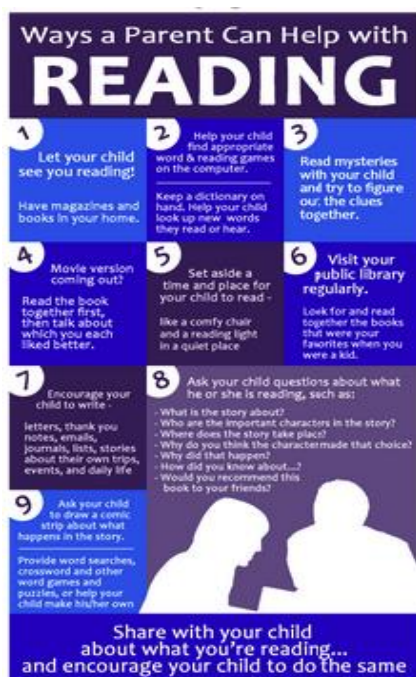 Ways a Parent Can Help with
READING
1
Let your child
see you reading!
Have magazines and
books in your home.
2
Help your child
find appropriate
word & reading games
on the computer.
Keep a dictionary on
hand. Help your child
look up new words
they read or hear.
3
Read mysteries
with your child
and try to figure
our the clues
together.
4
Movie version
coming out?
Read the book
together first,
then talk about
which you each
liked better.
5
Set aside a
time and place for
your child to read -
like a comfy chair
and a reading light
in a quiet place
6
Visit your
public library
regularly.
Look for and read
together the books
that were your
favorites when you
were a kid.
7
Encourage your
child to write -
letters, thank you
notes, emails,
journals, lists, stories
about their own trips,
events, and daily life
8
Ask your child questions about what
he or she is reading, such as:
- What is the story about?
- Who are the important characters in the story?
- Where does the story take place?
- Why do you think the charactermade that choice?
- Why did that happen?
- How did you know about...?
- Would you recommend this
book to your friends?
9
Ask your child
to draw a comic
strip about what
happens in the story.
Provide word searches,
crossword and other
word games and
puzzles, or help your
child make his/her own
Share with your child
about what you're reading...
and encourage your child to do the same